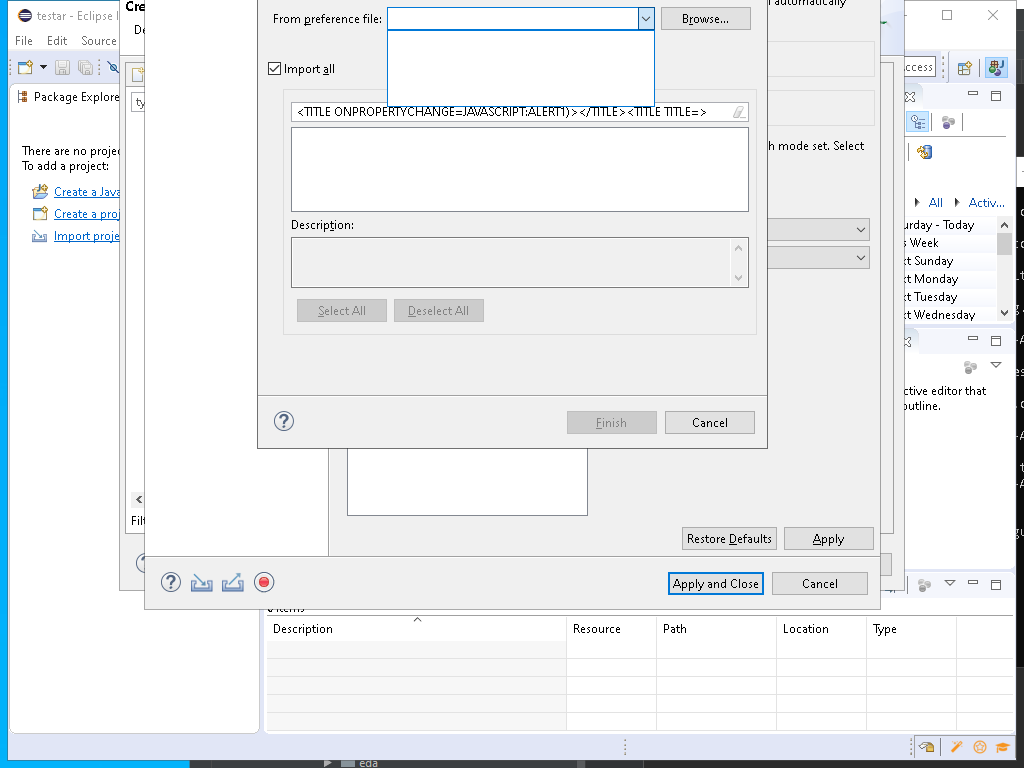 testar - Eclipse I
File Edit Source
Cre
De
From preference file:
Browse...
automatically
ccess
Import all
Package Explore
ty
<TITLE ONPROPERTYCHANGE=JAVASCRIPT:ALERT1)></TITLE><TITLE TITLE=>
h mode set. Select
There are no projec
To add a project:
Create a Java
Create a proj
Import proje
All Activ...
Description:
urday - Today
s Week
xt Sunday
xt Monday
xt Tuesday
xt Wednesday
Select All
Deselect All
ctive editor that
outline.
Finish
Cancel
Filt
Restore Defaults
Apply
Apply and Close
Cancel
items
Description
Resource
Path
Location
Type
eda